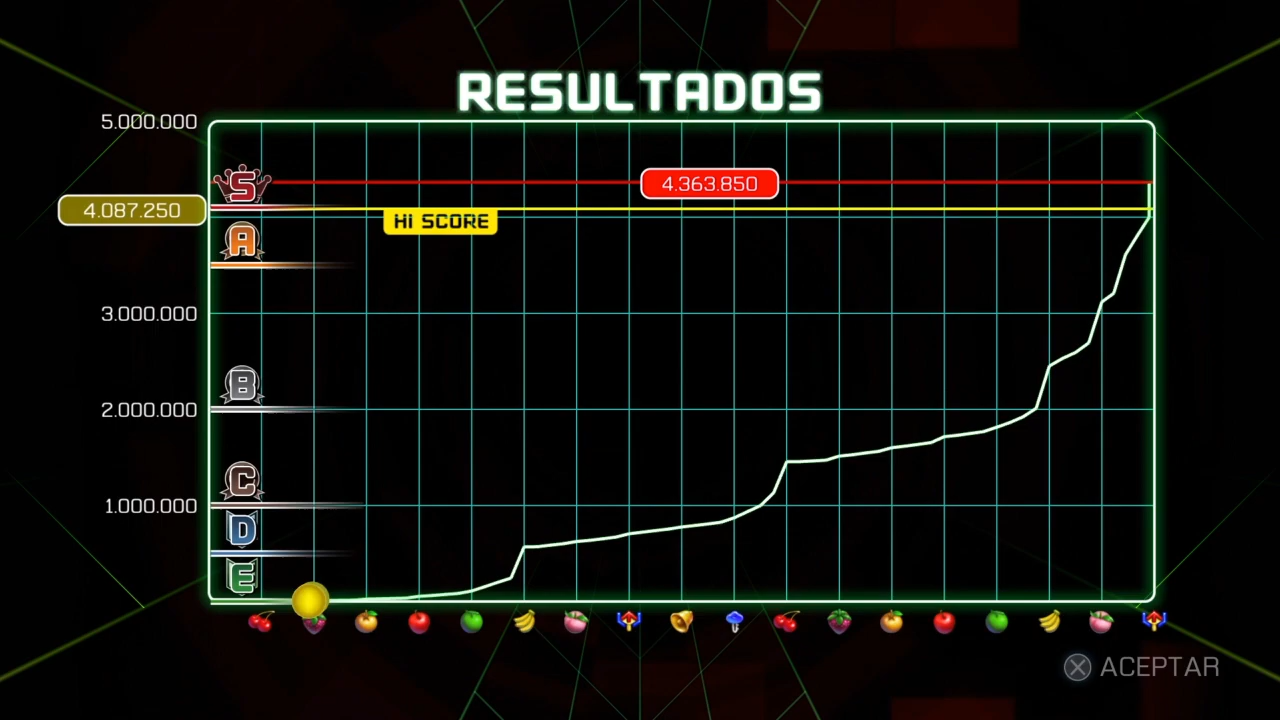 RESULTADOS
5.000.000
S
4.363.850
4.087.250
HI SCORE
A
3.000.000
B
2.000.000
C
1.000.000
D
E
ACEPTAR